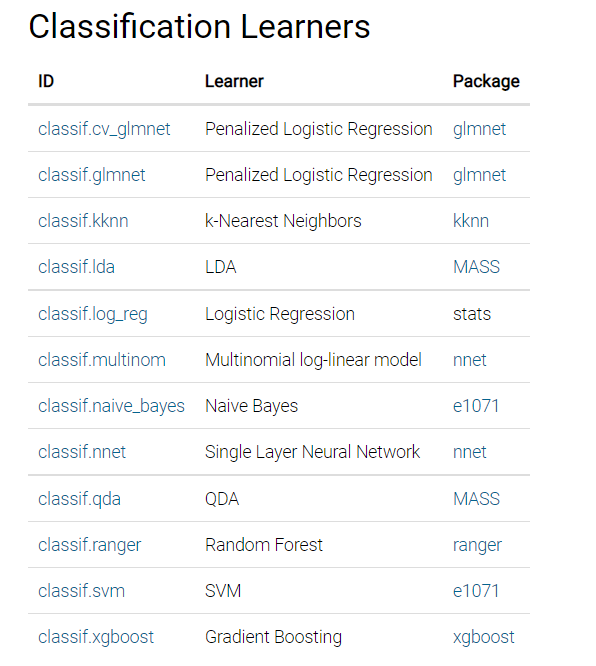 Classification Learners
ID Learner Package
classif.cv_glmnet Penalized Logistic Regression glmnet
classif.glmnet Penalized Logistic Regression glmnet
classif.kknn k-Nearest Neighbors kknn
classif.lda LDA MASS
classif.log_reg Logistic Regression stats
classif.multinom Multinomial log-linear model nnet
classif.naive_bayes Naive Bayes e1071
classif.nnet Single Layer Neural Network nnet
classif.qda QDA MASS
classif.ranger Random Forest ranger
classif.svm SVM e1071
classif.xgboost Gradient Boosting xgboost